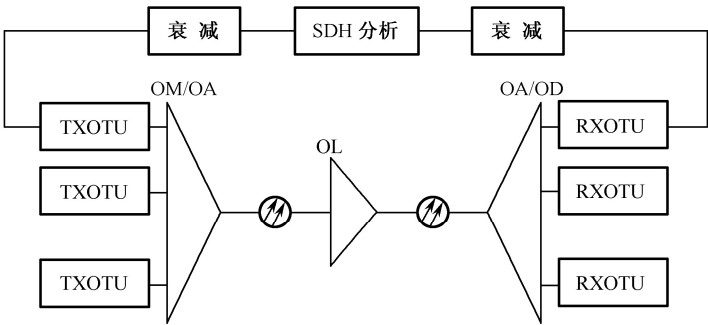 衰减
SDH 分析
衰减
OM/OA
OA/OD
TXOTU
RXOTU
OL
TXOTU
RXOTU
TXOTU
RXOTU